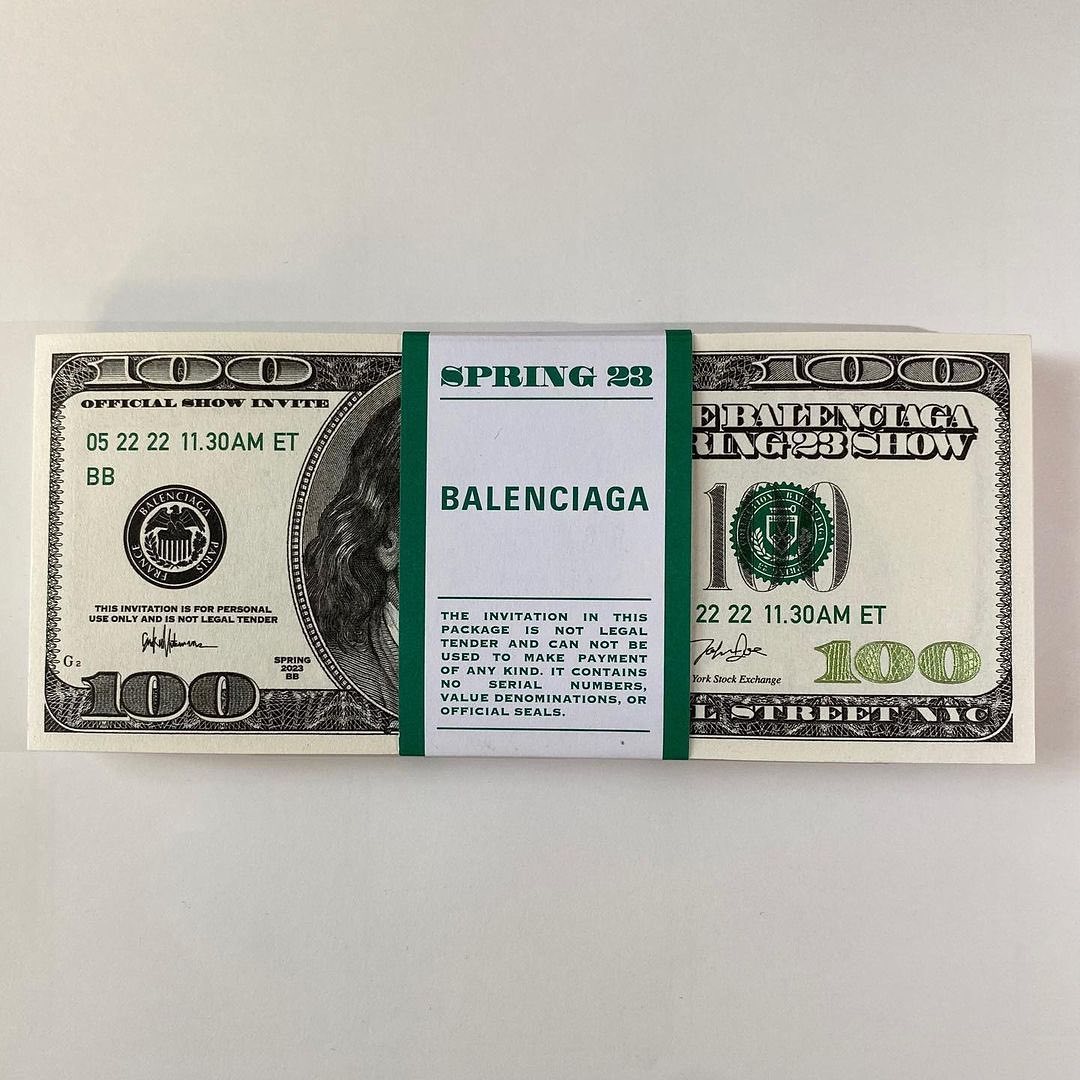 100
OFFICIAL SHOW INVITE
05 22 22 11.30AM ET
BB
BALENCIAGA
PARIS
FRANCE
THIS INVITATION IS FOR PERSONAL
USE ONLY AND IS NOT LEGAL TENDER
G2
SPRING
2023
BB
100
SPRING 23
BALENCIAGA
THE INVITATION IN THIS
PACKAGE IS NOT LEGAL
TENDER AND CAN NOT BE
USED TO MAKE PAYMENT
OF ANY KIND. IT CONTAINS
NO SERIAL NUMBERS,
VALUE DENOMINATIONS, OR
OFFICIAL SEALS.
100
E BALENCIAGA
RING 23 SHOW
100
BALENCIAGA
22 22 11.30AM ET
York Stock Exchange
100
L STREET NYC